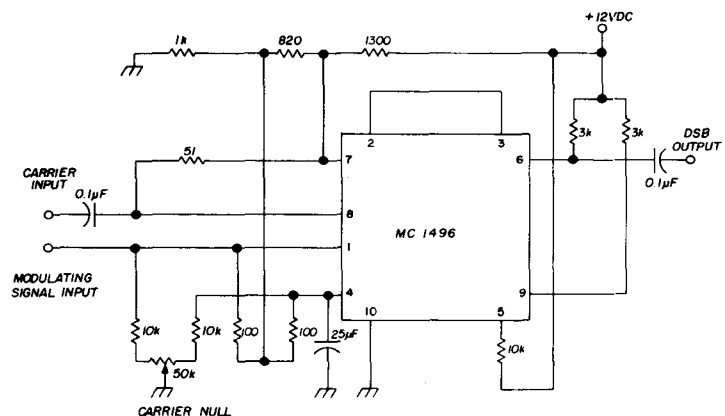 +12VDC
1k
820
1300
2
3
3k
3k
DSB
OUTPUT
51
7
6
CARRIER
INPUT
0.1µF
0.1µF
8
MC 1496
1
MODULATING
SIGNAL INPUT
4
10
5
9
10k
10k
100
100
25µF
10k
50k
CARRIER NULL